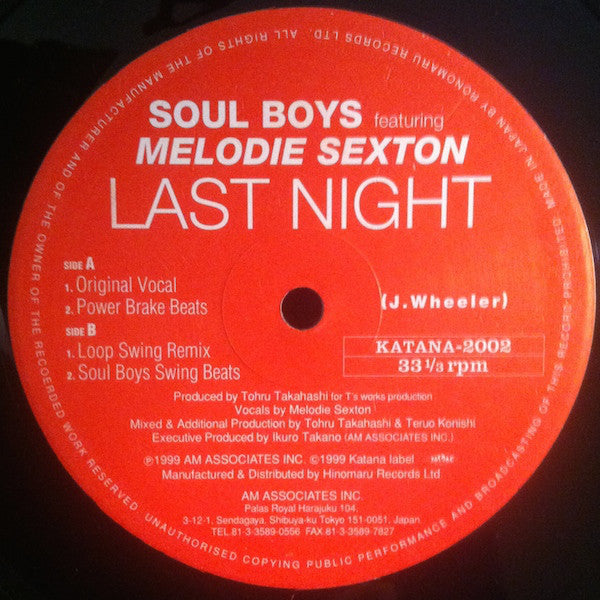 SOUL BOYS featuring
MELODIE SEXTON
LAST NIGHT
SIDE A
1. Original Vocal
2. Power Brake Beats
SIDE B
1. Loop Swing Remix
2. Soul Boys Swing Beats
(J.Wheeler)
KATANA-2002
33 1/3 rpm
Produced by Tohru Takahashi for T's works production
Vocals by Melodie Sexton
Mixed & Additional Production by Tohru Takahashi & Teruo Konishi
Executive Produced by Ikuro Takano (AM ASSOCIATES INC.)
℗1999 AM ASSOCIATES INC. ©1999 Katana label
Manufactured & Distributed by Hinomaru Records Ltd.
AM ASSOCIATES INC.
Palas Royal Harajuku 104,
3-12-1, Sendagaya, Shibuya-ku Tokyo 151-0051, Japan.
TEL.81-3-3589-0556 FAX.81-3-3589-7827
MADE IN JAPAN BY RONOMARU RECORDS LTD. ALL RIGHTS OF THE MANUFACTURER AND OF THE OWNER OF THE RECOERDED WORK RESERVED. UNAUTHORISED COPYING PUBLIC PERFORMANCE AND BROADCASTING OF THIS RECORD PROHIBITED